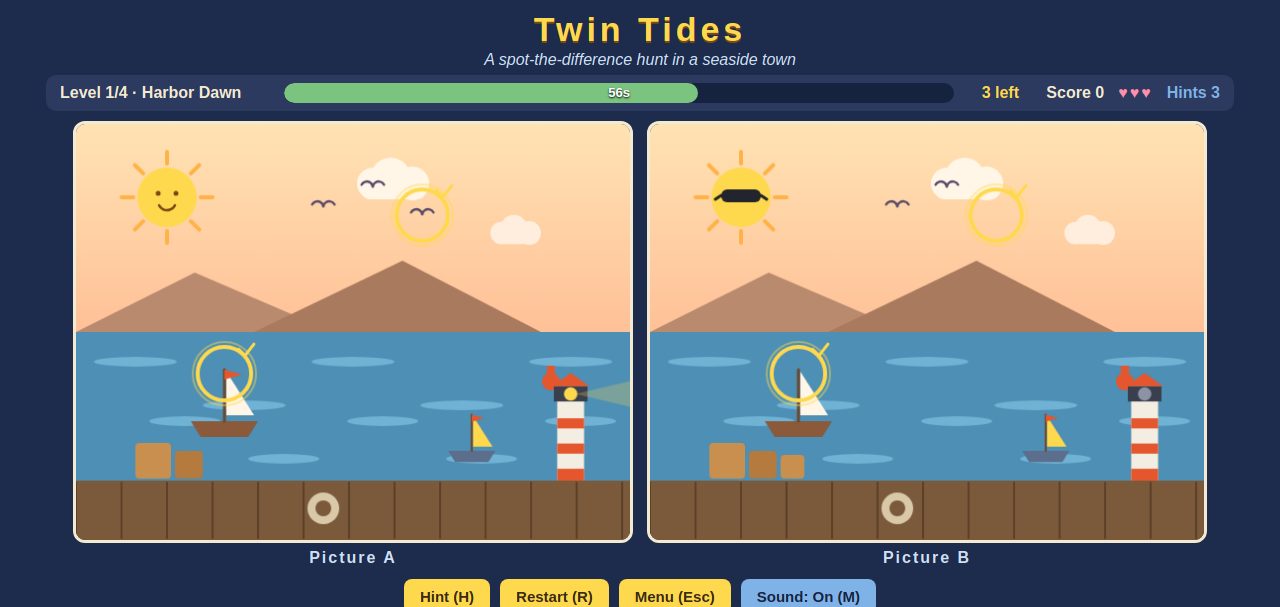 Twin Tides
A spot-the-difference hunt in a seaside town
Level 1/4 · Harbor Dawn 56s 3 left Score 0 ♥♥♥ Hints 3
Picture A Picture B
Hint (H) Restart (R) Menu (Esc) Sound: On (M)